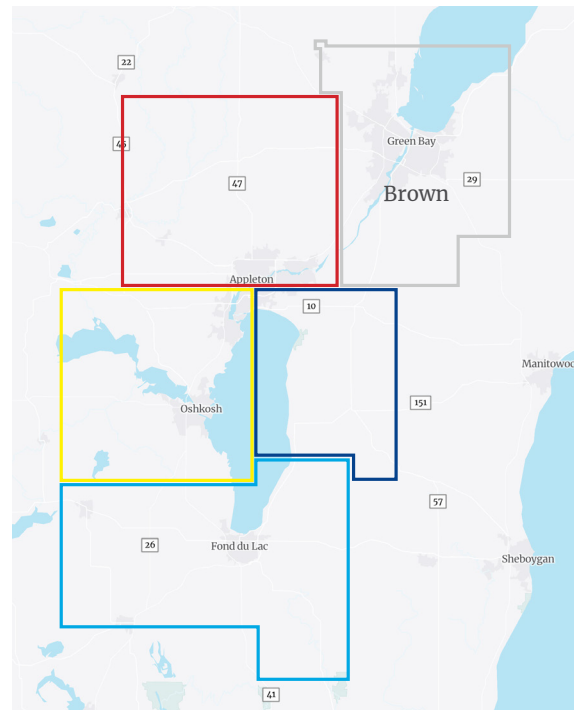 22
45
Green Bay
29
47
Brown
Appleton
10
Manitowoc
151
Oshkosh
57
26
Fond du Lac
Sheboygan
41